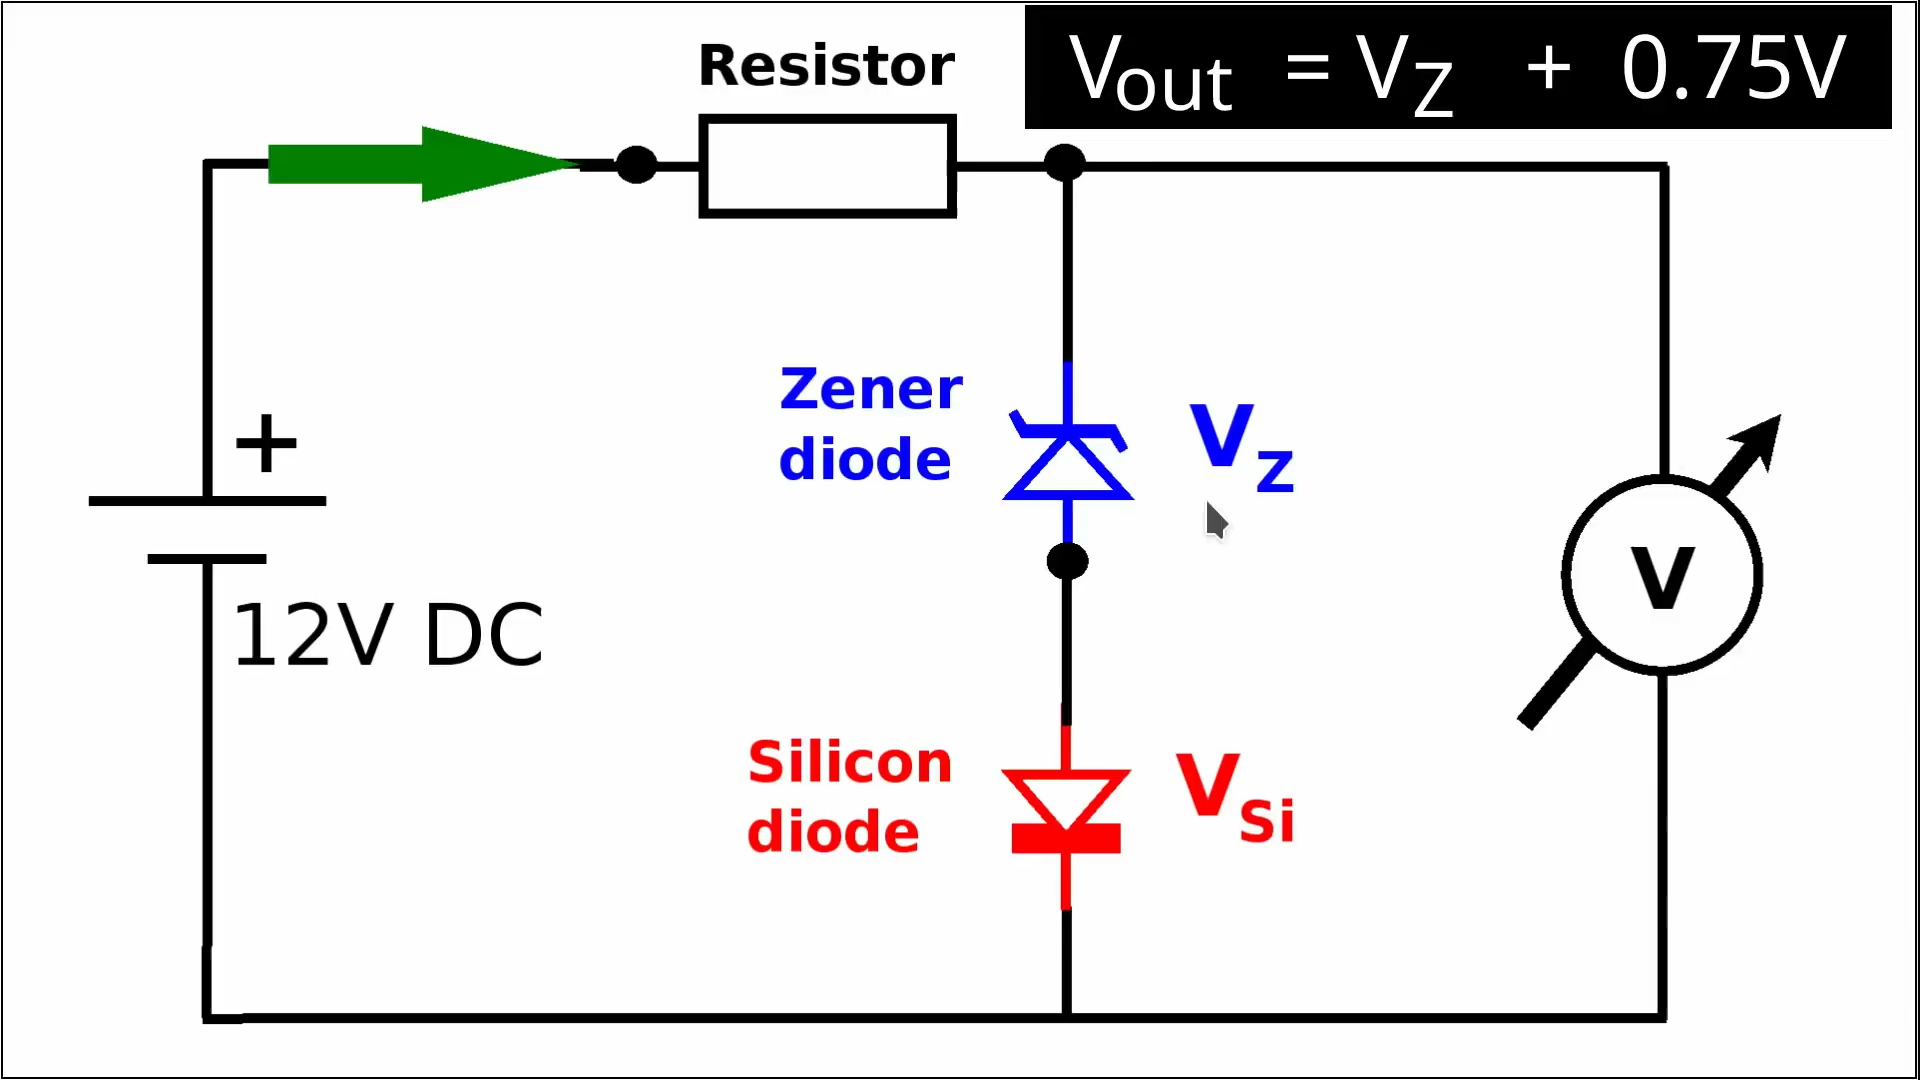 Resistor
Vout = VZ + 0.75V
+
Zener
diode
VZ
V
12V DC
Silicon
diode
VSi